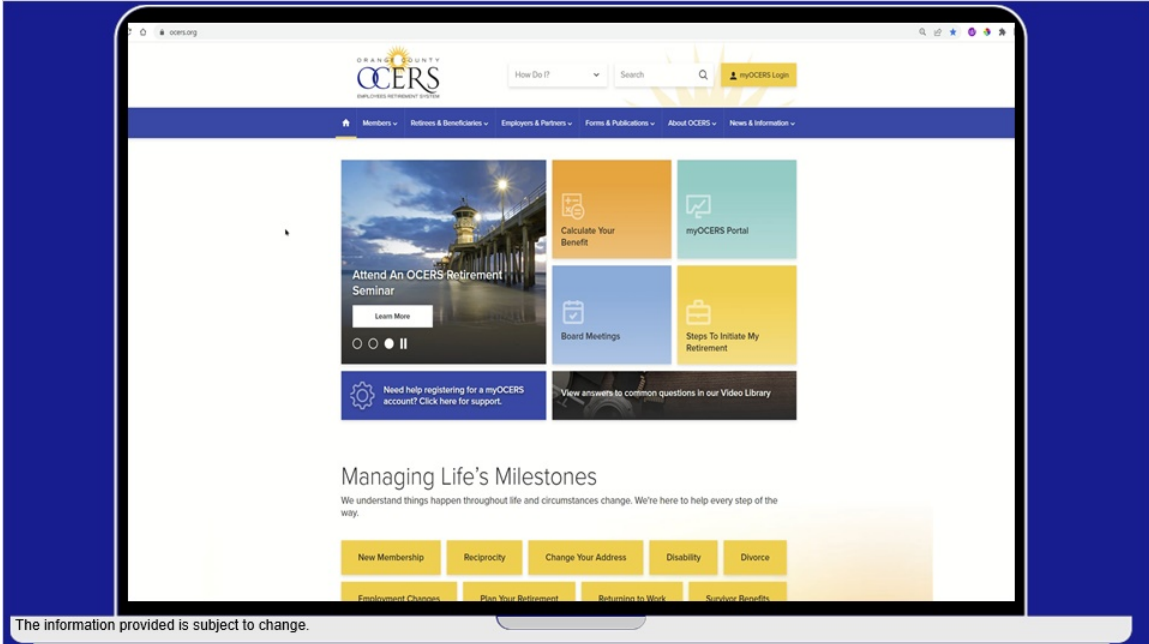 ocers.org
ORANGE COUNTY
OCERS
EMPLOYEES RETIREMENT SYSTEM
How Do I?
Search
myOCERS Login
Members
Retirees & Beneficiaries
Employers & Partners
Forms & Publications
About OCERS
News & Information
Attend An OCERS Retirement
Seminar
Learn More
Calculate Your
Benefit
myOCERS Portal
Board Meetings
Steps To Initiate My
Retirement
Need help registering for a myOCERS
account? Click here for support.
View answers to common questions in our Video Library
Managing Life's Milestones
We understand things happen throughout life and circumstances change. We're here to help every step of the
way.
New Membership
Reciprocity
Change Your Address
Disability
Divorce
Employment Changes
Plan Your Retirement
Returning to Work
Survivor Benefits
The information provided is subject to change.